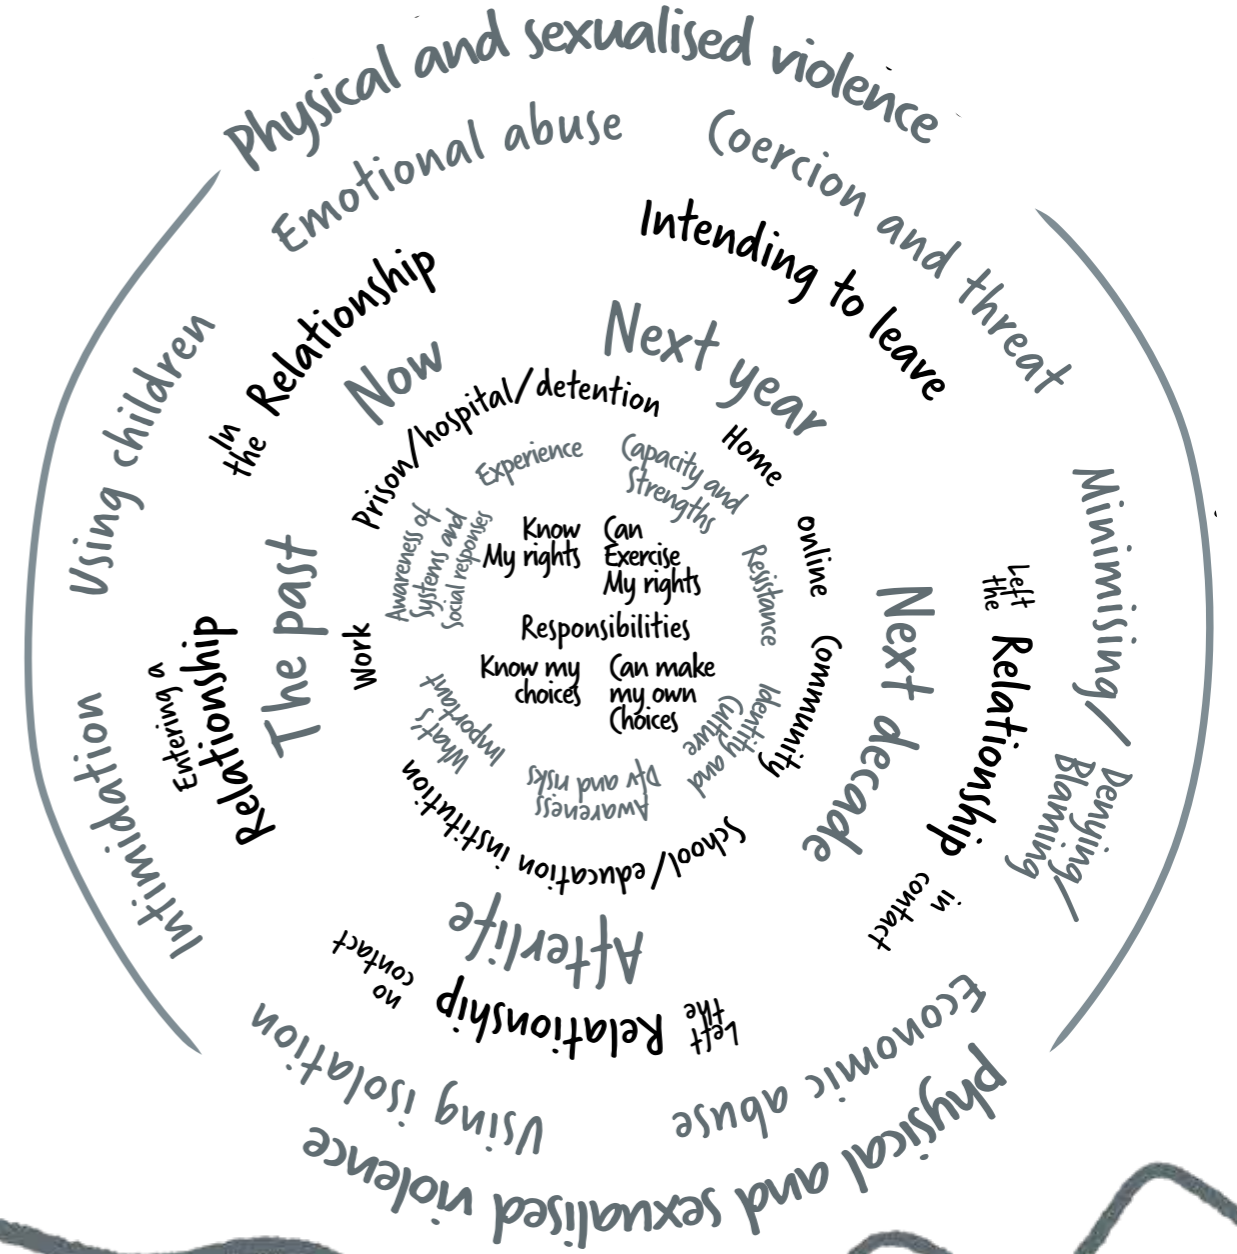 Physical and sexualised violence
Emotional abuse
Coercion and threat
Minimising/
Denying/
Blaming
Economic abuse
Using isolation
Intimidation
Using children
physical and sexualised violence
In
the
Relationship
Intending to leave
Left
the
Relationship
in
contact
Left
the
Relationship
no
contact
Entering a
Relationship
Now
Next year
Next decade
Afterlife
The past
Prison/hospital/detention
Home
online
Community
School/education institution
Work
Experience
Capacity and
Strengths
Resistance
Identity and
Culture
Awareness
Dfv and risks
What's
Important
Awareness of
Systems and
Social responses
Know
My rights
Can
Exercise
My rights
Responsibilities
Know my
choices
Can make
my own
Choices